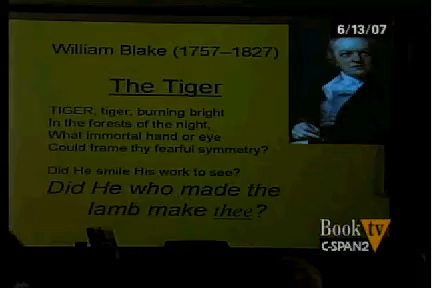 6/13/07
William Blake (1757–1827)
The Tiger
TIGER, tiger, burning bright
In the forests of the night,
What immortal hand or eye
Could frame thy fearful symmetry?
Did He smile His work to see?
Did He who made the
lamb make thee?
Book tv
C-SPAN2